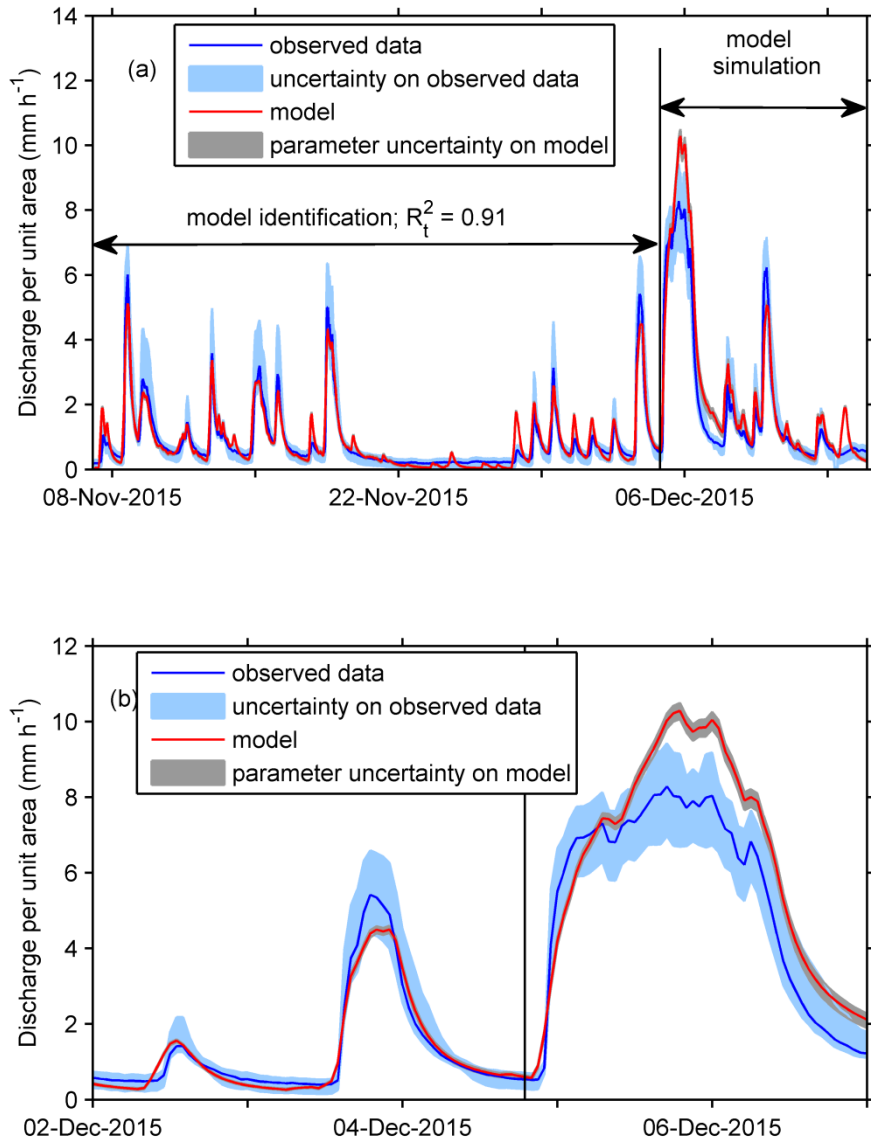 14
12
10
8
6
4
2
0
Discharge per unit area (mm h⁻¹)
(a)
observed data
uncertainty on observed data
model
parameter uncertainty on model
model
simulation
model identification; R_t^2 = 0.91
08-Nov-2015
22-Nov-2015
06-Dec-2015
12
10
8
6
4
2
0
Discharge per unit area (mm h⁻¹)
(b)
observed data
uncertainty on observed data
model
parameter uncertainty on model
02-Dec-2015
04-Dec-2015
06-Dec-2015